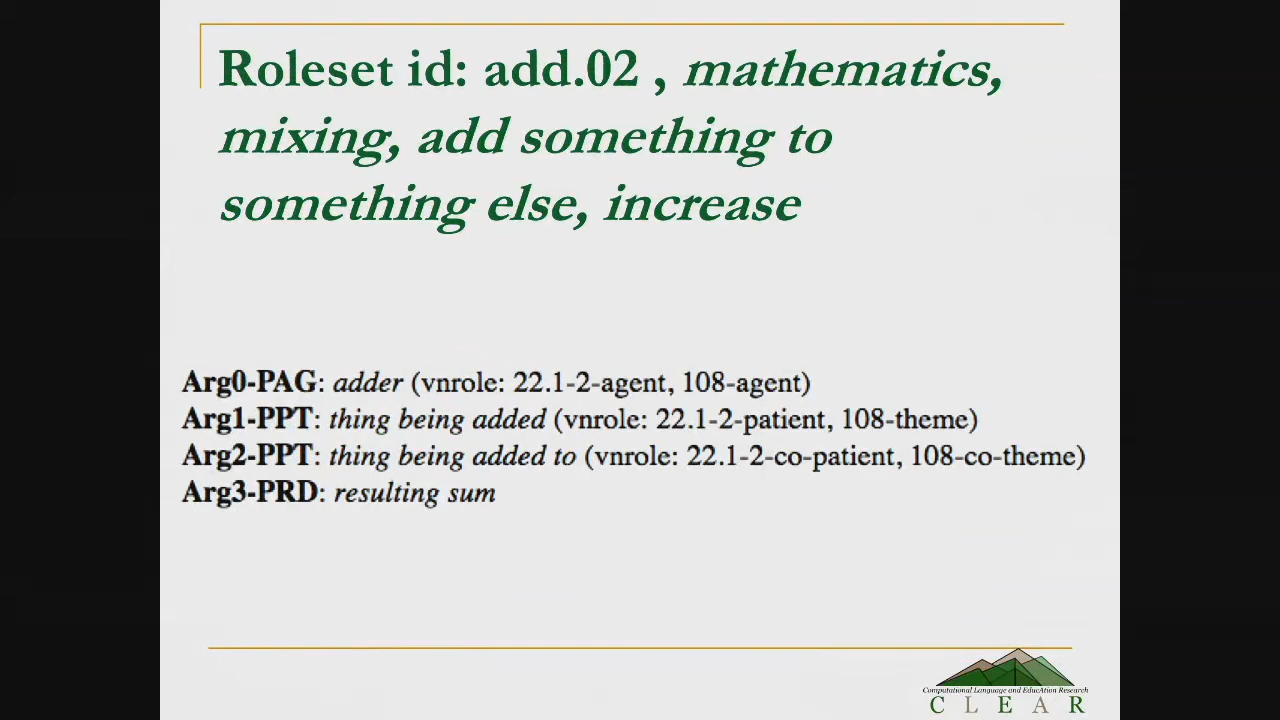 Roleset id: add.02 , mathematics,
mixing, add something to
something else, increase
Arg0-PAG: adder (vnrole: 22.1-2-agent, 108-agent)
Arg1-PPT: thing being added (vnrole: 22.1-2-patient, 108-theme)
Arg2-PPT: thing being added to (vnrole: 22.1-2-co-patient, 108-co-theme)
Arg3-PRD: resulting sum
Computational Language and EducAtion Research
C L E A R